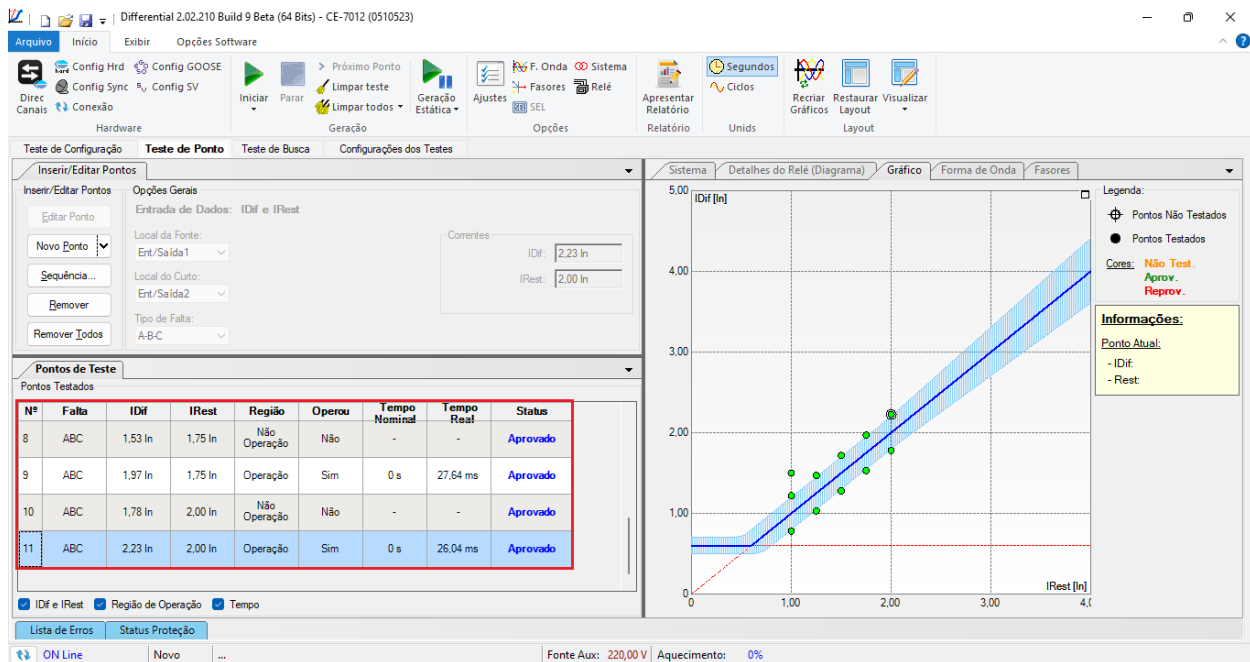 Differential 2.02.210 Build 9 Beta (64 Bits) - CE-7012 (0510523)
Arquivo Início Exibir Opções Software
Direc Canais
Config Hrd Config GOOSE
Config Sync Config SV
Conexão
Hardware
Iniciar Parar
Próximo Ponto
Limpar teste
Limpar todos
Geração Estática
Geração
Ajustes
F. Onda Sistema
Fasores Relé
SEL
Opções
Apresentar Relatório
Relatório
Segundos
Ciclos
Unids
Recriar Gráficos
Restaurar Layout
Visualizar
Layout
Teste de Configuração Teste de Ponto Teste de Busca Configurações dos Testes
Inserir/Editar Pontos
Inserir/Editar Pontos
Editar Ponto
Novo Ponto
Sequência...
Remover
Remover Todos
Opções Gerais
Entrada de Dados: IDif e IRest
Local da Fonte:
Ent/Saída1
Local do Curto:
Ent/Saída2
Tipo de Falta:
A-B-C
Correntes
IDif: 2,23 In
IRest: 2,00 In
Pontos de Teste
Pontos Testados
Nº Falta IDif IRest Região Operou Tempo Nominal Tempo Real Status
8 ABC 1,53 In 1,75 In Não Operação Não - - Aprovado
9 ABC 1,97 In 1,75 In Operação Sim 0 s 27,64 ms Aprovado
10 ABC 1,78 In 2,00 In Não Operação Não - - Aprovado
11 ABC 2,23 In 2,00 In Operação Sim 0 s 26,04 ms Aprovado
IDif e IRest Região de Operação Tempo
Lista de Erros Status Proteção
ON Line Novo ... Fonte Aux: 220,00 V Aquecimento: 0%
Sistema Detalhes do Relé (Diagrama) Gráfico Forma de Onda Fasores
IDif [In]
5,00
4,00
3,00
2,00
1,00
0
0 1,00 2,00 3,00 4,0
IRest [In]
Legenda:
Pontos Não Testados
Pontos Testados
Cores: Não Test.
Aprov.
Reprov.
Informações:
Ponto Atual:
- IDif:
- Rest: